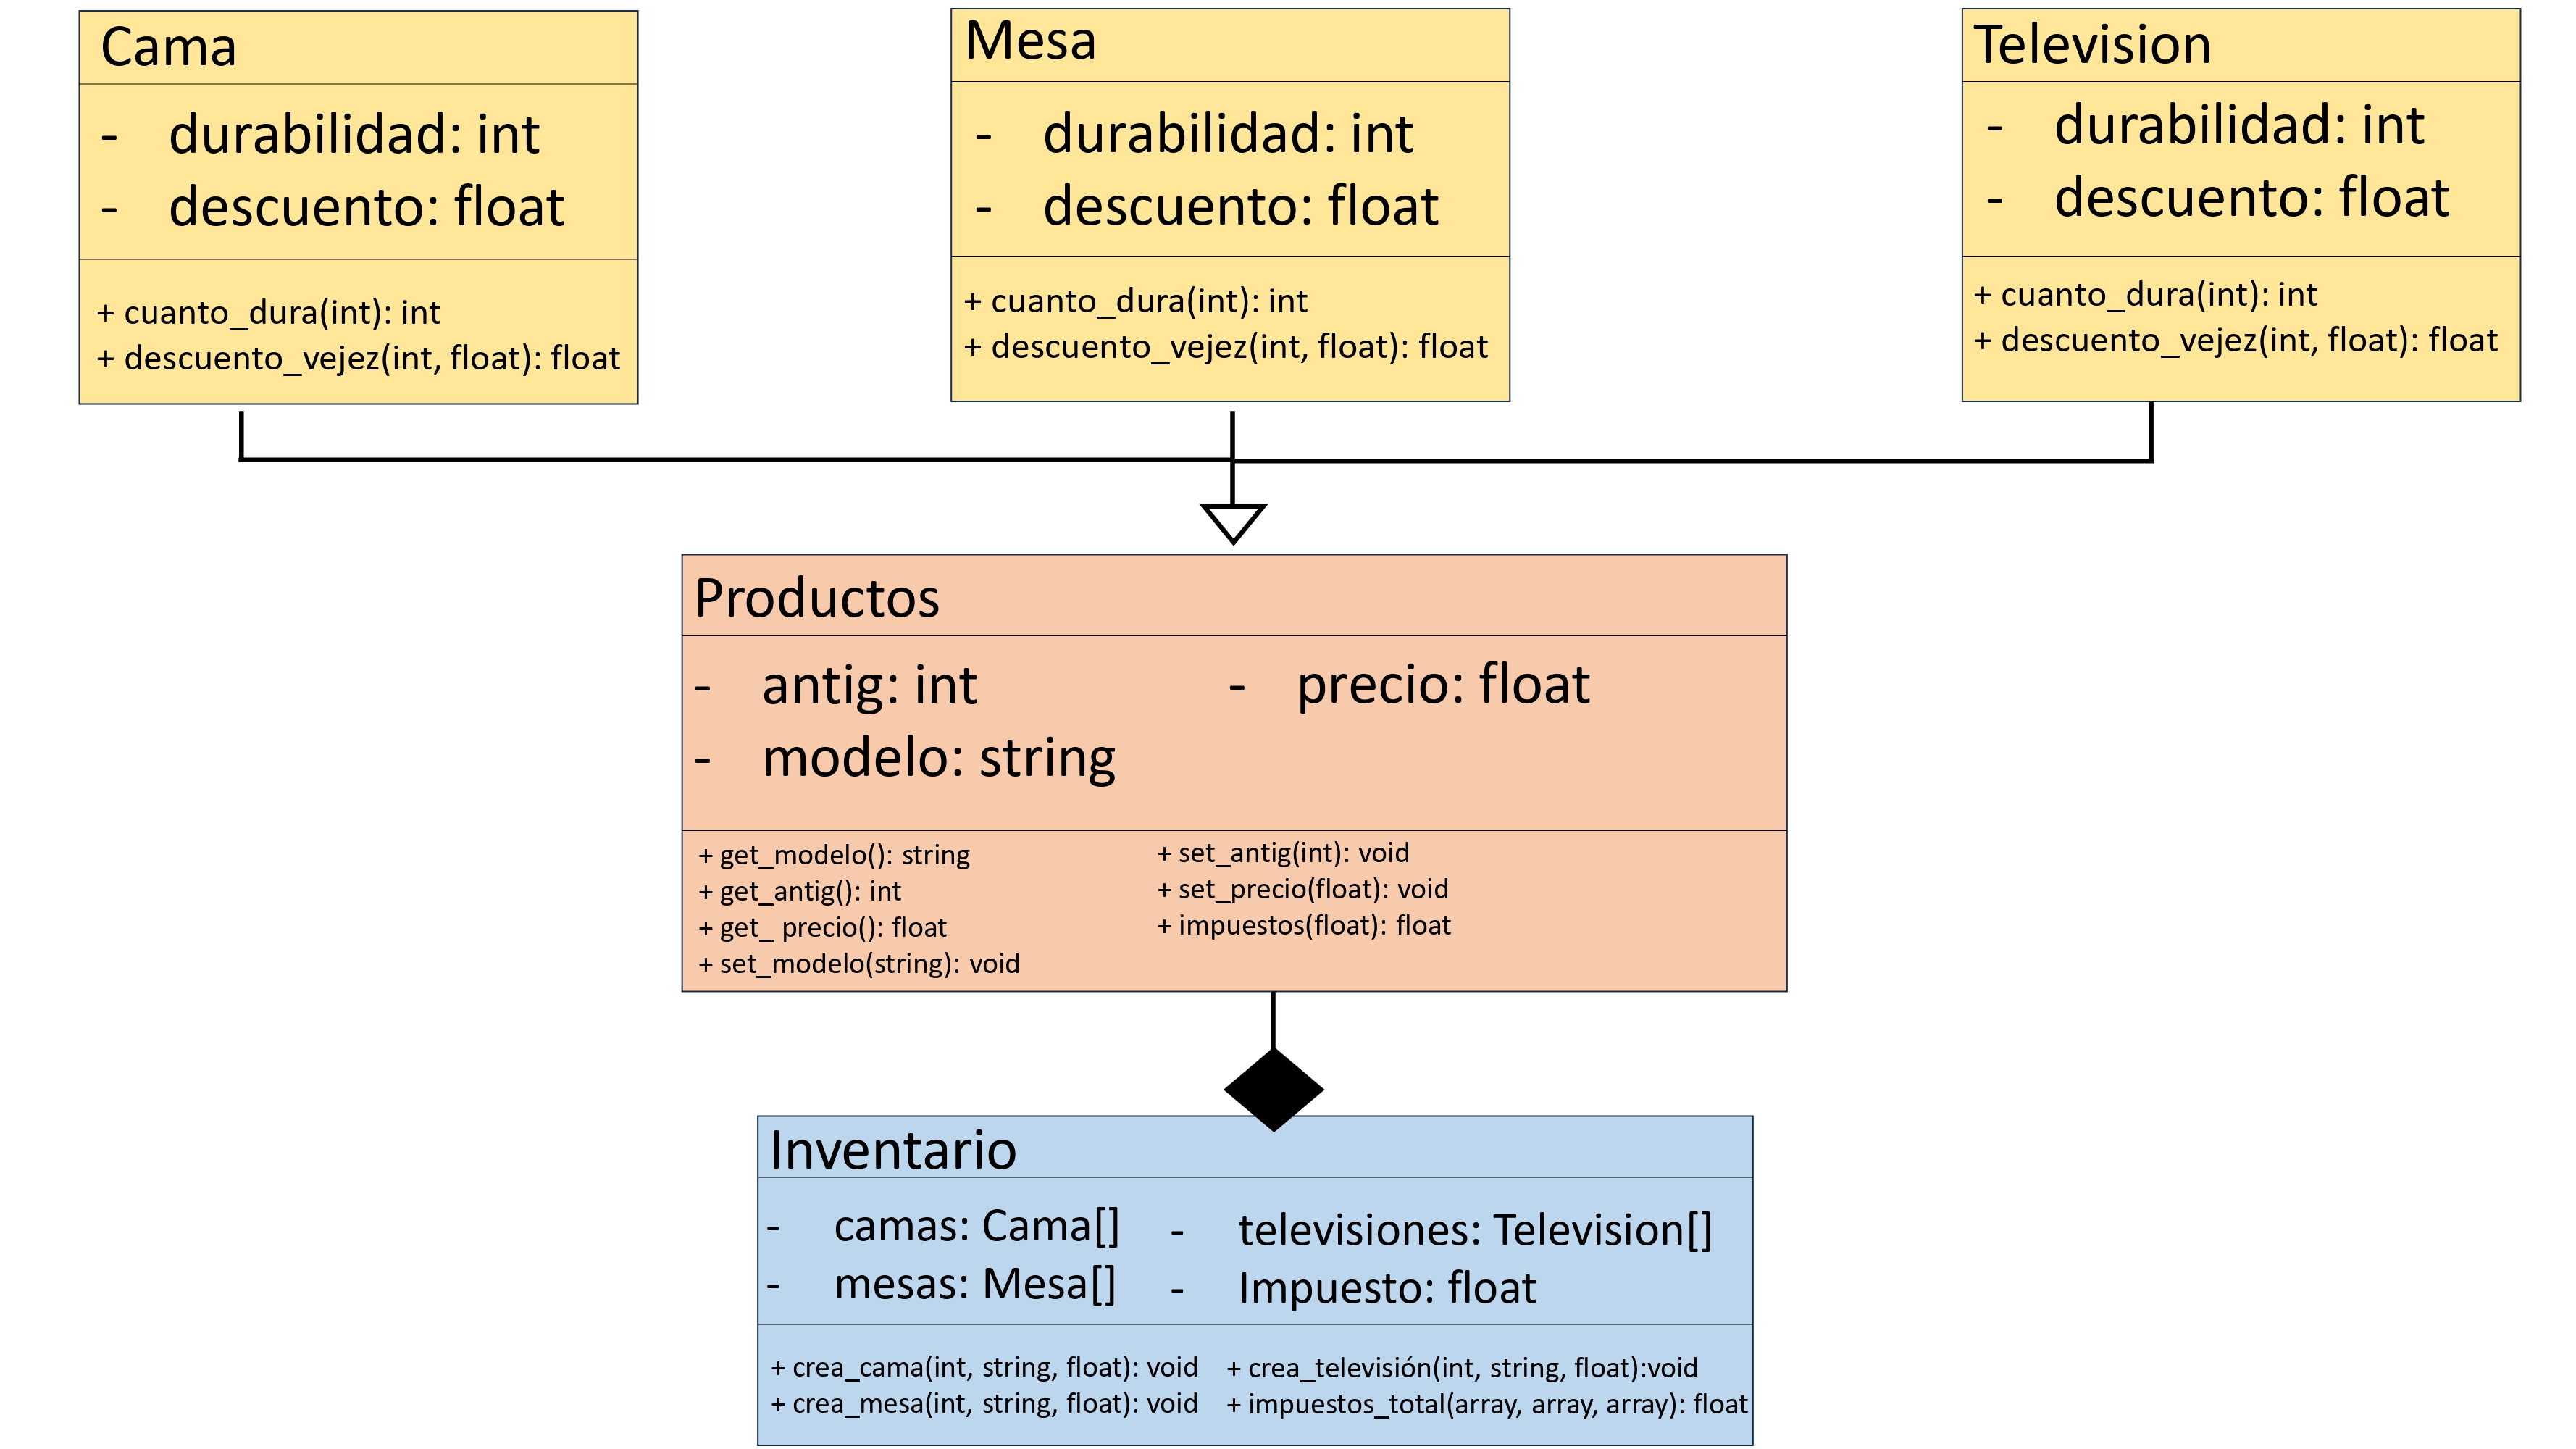 Cama
- durabilidad: int
- descuento: float
+ cuanto_dura(int): int
+ descuento_vejez(int, float): float
Mesa
- durabilidad: int
- descuento: float
+ cuanto_dura(int): int
+ descuento_vejez(int, float): float
Television
- durabilidad: int
- descuento: float
+ cuanto_dura(int): int
+ descuento_vejez(int, float): float
Productos
- antig: int
- modelo: string
- precio: float
+ get_modelo(): string
+ get_antig(): int
+ get_ precio(): float
+ set_modelo(string): void
+ set_antig(int): void
+ set_precio(float): void
+ impuestos(float): float
Inventario
- camas: Cama[]
- mesas: Mesa[]
- televisiones: Television[]
- Impuesto: float
+ crea_cama(int, string, float): void
+ crea_mesa(int, string, float): void
+ crea_televisión(int, string, float):void
+ impuestos_total(array, array, array): float